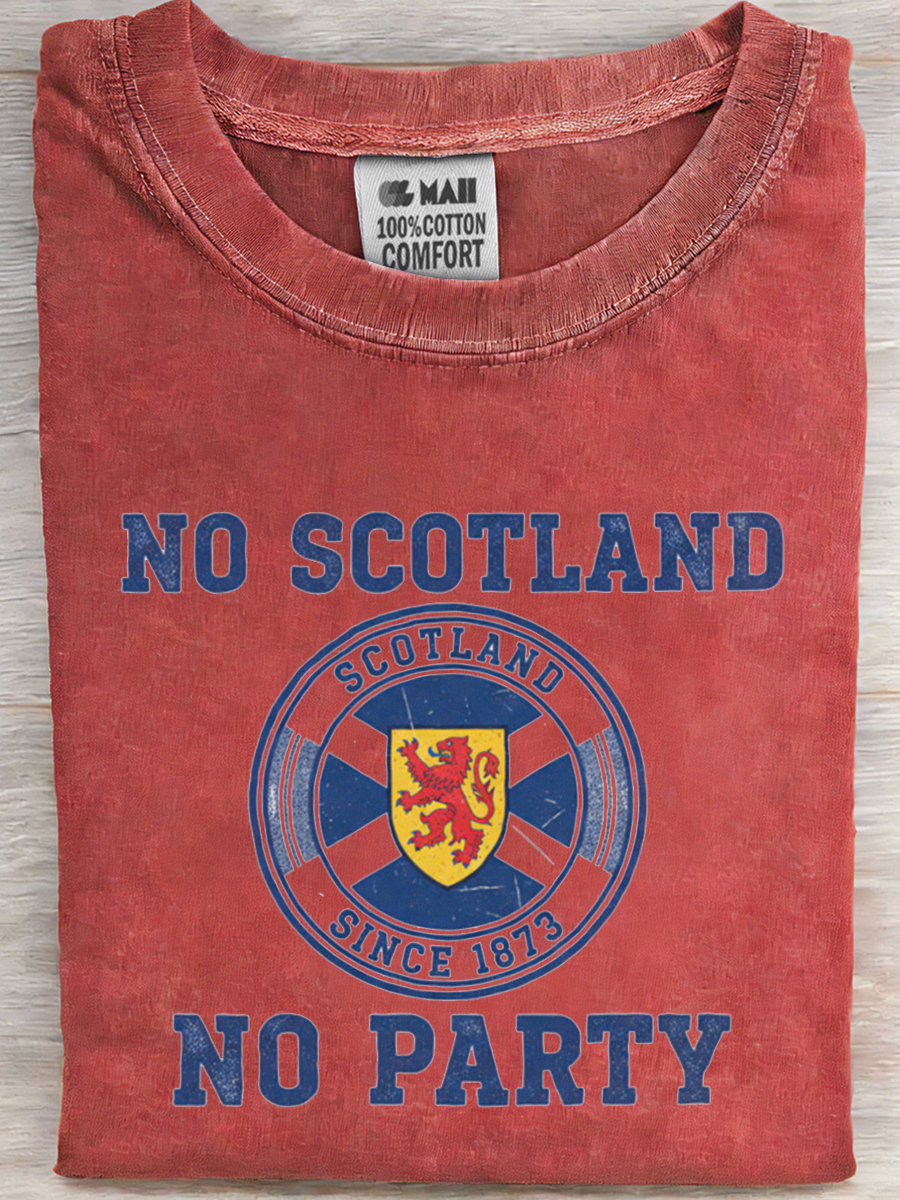 MAII
100%COTTON
COMFORT
NO SCOTLAND
SCOTLAND
SINCE 1873
NO PARTY